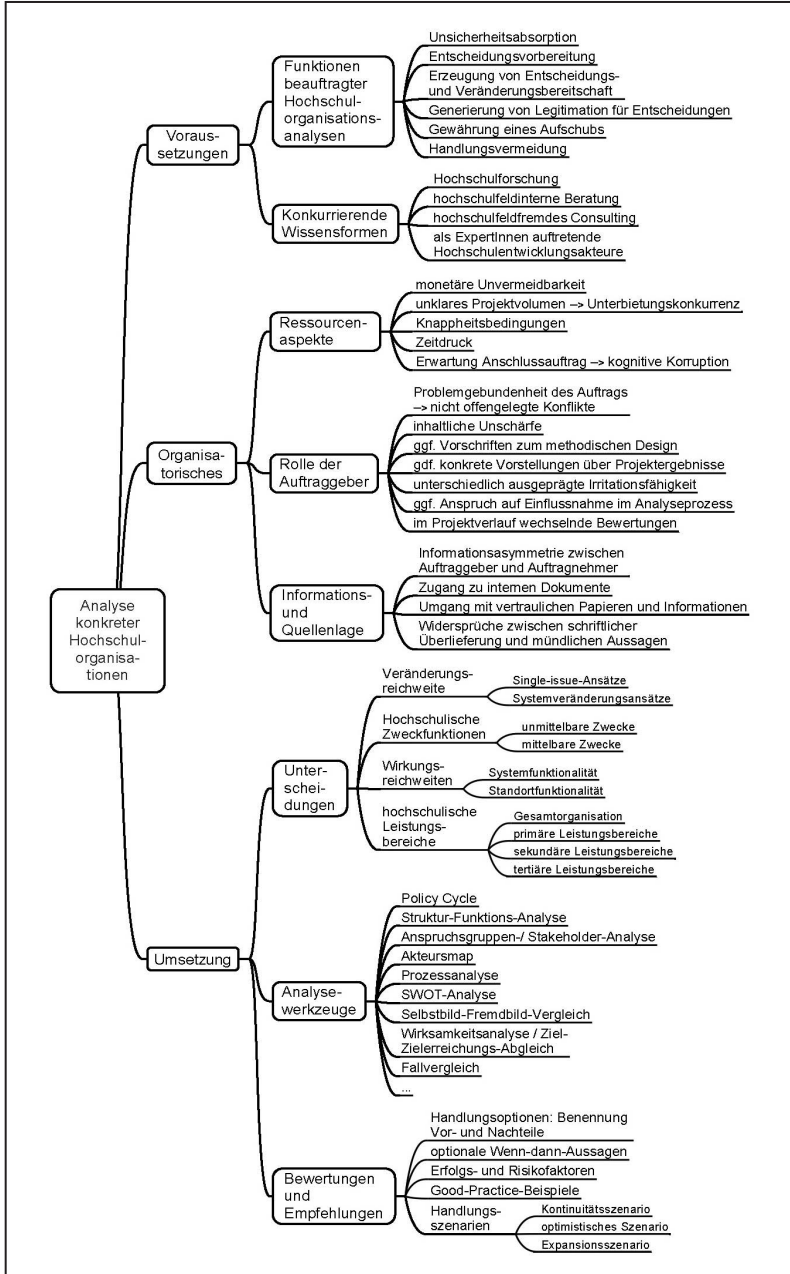 Analyse
konkreter
Hochschul-
organisa-
tionen
Voraus-
setzungen
Funktionen
beauftragter
Hochschul-
organisations-
analysen
Unsicherheitsabsorption
Entscheidungsvorbereitung
Erzeugung von Entscheidungs-
und Veränderungsbereitschaft
Generierung von Legitimation für Entscheidungen
Gewährung eines Aufschubs
Handlungsvermeidung
Konkurrierende
Wissensformen
Hochschulforschung
hochschulfeldinterne Beratung
hochschulfeldfremdes Consulting
als ExpertInnen auftretende
Hochschulentwicklungsakteure
Organisa-
torisches
Ressourcen-
aspekte
monetäre Unvermeidbarkeit
unklares Projektvolumen –> Unterbietungskonkurrenz
Knappheitsbedingungen
Zeitdruck
Erwartung Anschlussauftrag –> kognitive Korruption
Rolle der
Auftraggeber
Problemgebundenheit des Auftrags
–> nicht offengelegte Konflikte
inhaltliche Unschärfe
ggf. Vorschriften zum methodischen Design
gdf. konkrete Vorstellungen über Projektergebnisse
unterschiedlich ausgeprägte Irritationsfähigkeit
ggf. Anspruch auf Einflussnahme im Analyseprozess
im Projektverlauf wechselnde Bewertungen
Informations-
und
Quellenlage
Informationsasymmetrie zwischen
Auftraggeber und Auftragnehmer
Zugang zu internen Dokumente
Umgang mit vertraulichen Papieren und Informationen
Widersprüche zwischen schriftlicher
Überlieferung und mündlichen Aussagen
Umsetzung
Unter-
schei-
dungen
Veränderungs-
reichweite
Single-issue-Ansätze
Systemveränderungsansätze
Hochschulische
Zweckfunktionen
unmittelbare Zwecke
mittelbare Zwecke
Wirkungs-
reichweiten
Systemfunktionalität
Standortfunktionalität
hochschulische
Leistungs-
bereiche
Gesamtorganisation
primäre Leistungsbereiche
sekundäre Leistungsbereiche
tertiäre Leistungsbereiche
Analyse-
werkzeuge
Policy Cycle
Struktur-Funktions-Analyse
Anspruchsgruppen-/ Stakeholder-Analyse
Akteursmap
Prozessanalyse
SWOT-Analyse
Selbstbild-Fremdbild-Vergleich
Wirksamkeitsanalyse / Ziel-
Zielerreichungs-Abgleich
Fallvergleich
...
Bewertungen
und
Empfehlungen
Handlungsoptionen: Benennung
Vor- und Nachteile
optionale Wenn-dann-Aussagen
Erfolgs- und Risikofaktoren
Good-Practice-Beispiele
Handlungs-
szenarien
Kontinuitätsszenario
optimistisches Szenario
Expansionsszenario